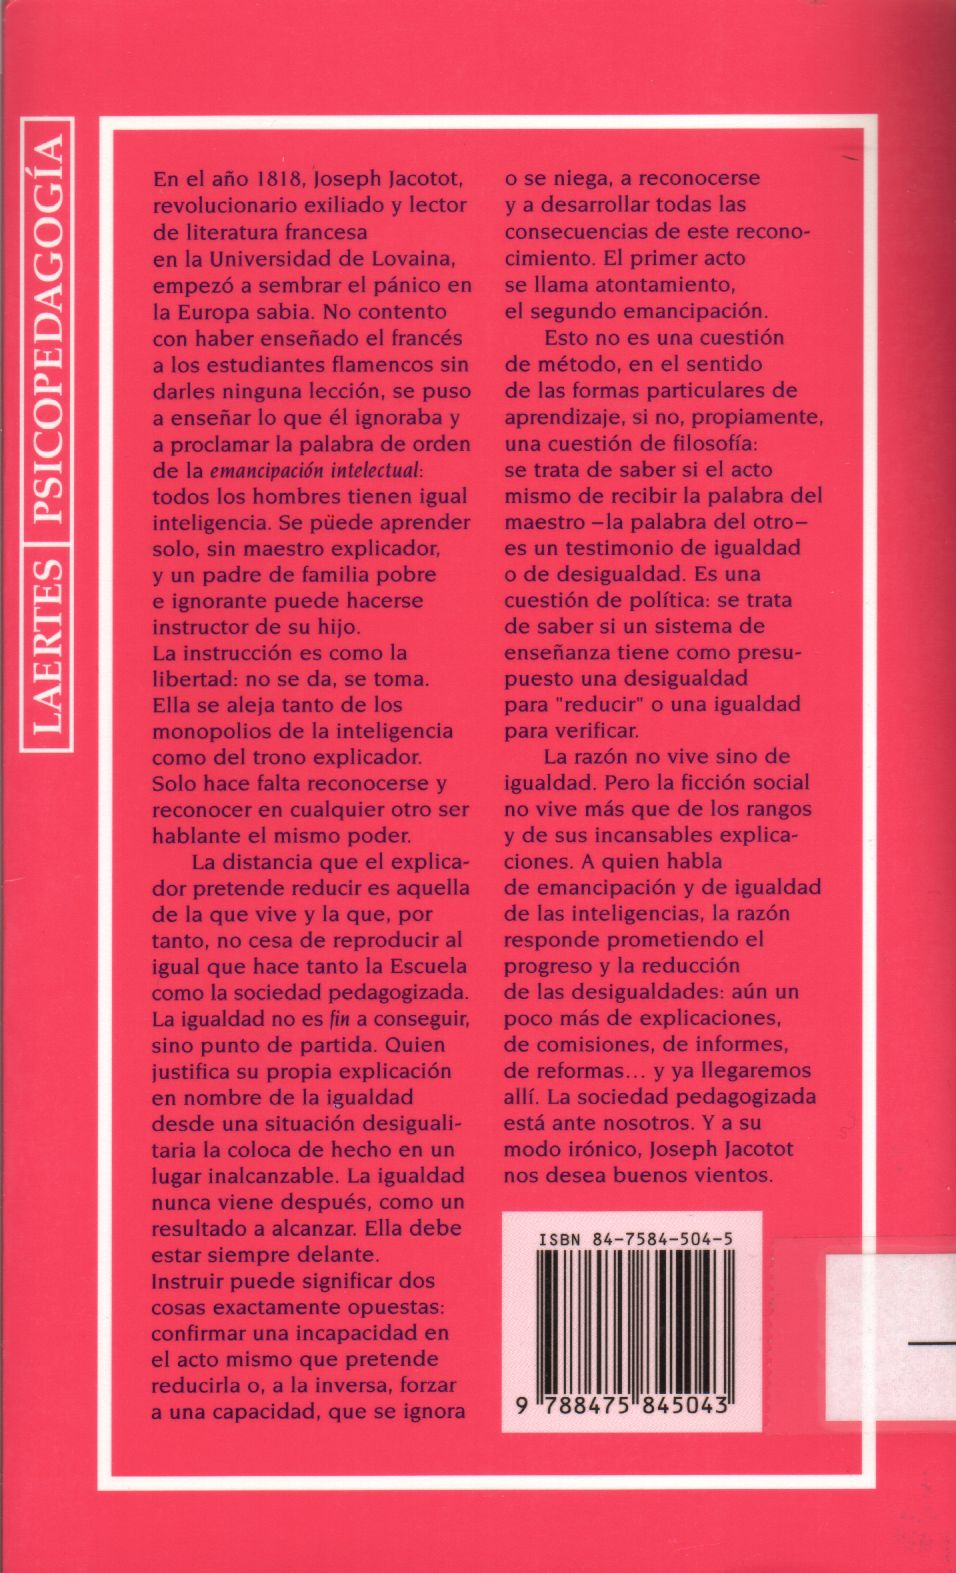 LAERTES PSICOPEDAGOGÍA
En el año 1818, Joseph Jacotot,
revolucionario exiliado y lector
de literatura francesa
en la Universidad de Lovaina,
empezó a sembrar el pánico en
la Europa sabia. No contento
con haber enseñado el francés
a los estudiantes flamencos sin
darles ninguna lección, se puso
a enseñar lo que él ignoraba y
a proclamar la palabra de orden
de la emancipación intelectual:
todos los hombres tienen igual
inteligencia. Se puede aprender
solo, sin maestro explicador,
y un padre de familia pobre
e ignorante puede hacerse
instructor de su hijo.
La instrucción es como la
libertad: no se da, se toma.
Ella se aleja tanto de los
monopolios de la inteligencia
como del trono explicador.
Solo hace falta reconocerse y
reconocer en cualquier otro ser
hablante el mismo poder.
La distancia que el explica-
dor pretende reducir es aquella
de la que vive y la que, por
tanto, no cesa de reproducir al
igual que hace tanto la Escuela
como la sociedad pedagogizada.
La igualdad no es fin a conseguir,
sino punto de partida. Quien
justifica su propia explicación
en nombre de la igualdad
desde una situación desiguali-
taria la coloca de hecho en un
lugar inalcanzable. La igualdad
nunca viene después, como un
resultado a alcanzar. Ella debe
estar siempre delante.
Instruir puede significar dos
cosas exactamente opuestas:
confirmar una incapacidad en
el acto mismo que pretende
reducirla o, a la inversa, forzar
a una capacidad, que se ignora
o se niega, a reconocerse
y a desarrollar todas las
consecuencias de este recono-
cimiento. El primer acto
se llama atontamiento,
el segundo emancipación.
Esto no es una cuestión
de método, en el sentido
de las formas particulares de
aprendizaje, si no, propiamente,
una cuestión de filosofía:
se trata de saber si el acto
mismo de recibir la palabra del
maestro –la palabra del otro–
es un testimonio de igualdad
o de desigualdad. Es una
cuestión de política: se trata
de saber si un sistema de
enseñanza tiene como presu-
puesto una desigualdad
para "reducir" o una igualdad
para verificar.
La razón no vive sino de
igualdad. Pero la ficción social
no vive más que de los rangos
y de sus incansables explica-
ciones. A quien habla
de emancipación y de igualdad
de las inteligencias, la razón
responde prometiendo el
progreso y la reducción
de las desigualdades: aún un
poco más de explicaciones,
de comisiones, de informes,
de reformas... y ya llegaremos
allí. La sociedad pedagogizada
está ante nosotros. Y a su
modo irónico, Joseph Jacotot
nos desea buenos vientos.
ISBN 84-7584-504-5
9 788475 845043